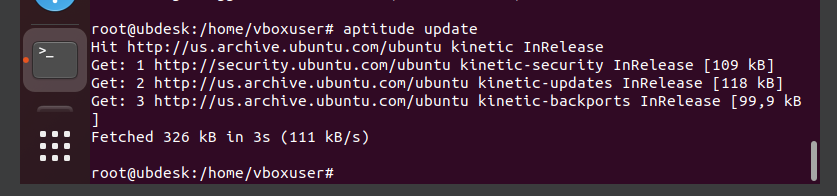 >_
root@ubdesk:/home/vboxuser# aptitude update
Hit http://us.archive.ubuntu.com/ubuntu kinetic InRelease
Get: 1 http://security.ubuntu.com/ubuntu kinetic-security InRelease [109 kB]
Get: 2 http://us.archive.ubuntu.com/ubuntu kinetic-updates InRelease [118 kB]
Get: 3 http://us.archive.ubuntu.com/ubuntu kinetic-backports InRelease [99,9 kB
]
Fetched 326 kB in 3s (111 kB/s)
root@ubdesk:/home/vboxuser#